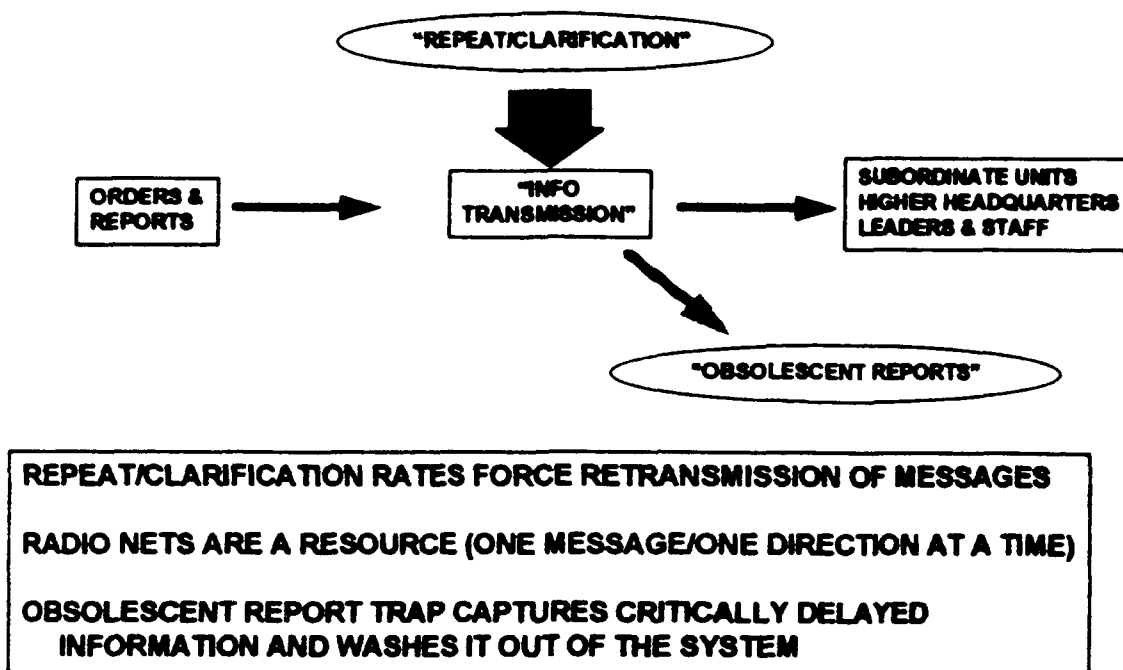 "REPEAT/CLARIFICATION"
ORDERS &
REPORTS
"INFO
TRANSMISSION"
SUBORDINATE UNITS
HIGHER HEADQUARTERS
LEADERS & STAFF
"OBSOLESCENT REPORTS"
REPEAT/CLARIFICATION RATES FORCE RETRANSMISSION OF MESSAGES
RADIO NETS ARE A RESOURCE (ONE MESSAGE/ONE DIRECTION AT A TIME)
OBSOLESCENT REPORT TRAP CAPTURES CRITICALLY DELAYED
INFORMATION AND WASHES IT OUT OF THE SYSTEM